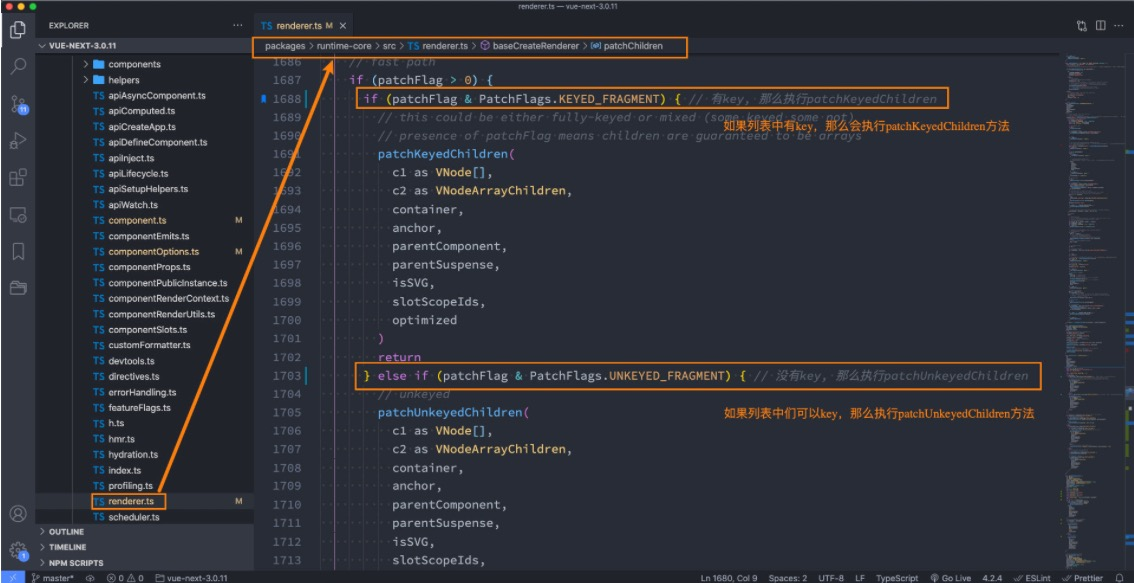 renderer.ts — vue-next-3.0.11
EXPLORER
TS renderer.ts M
VUE-NEXT-3.0.11
packages > runtime-core > src > TS renderer.ts > baseCreateRenderer > patchChildren
components
helpers
TS apiAsyncComponent.ts
TS apiComputed.ts
TS apiCreateApp.ts
TS apiDefineComponent.ts
TS apiInject.ts
TS apiLifecycle.ts
TS apiSetupHelpers.ts
TS apiWatch.ts
TS component.ts M
TS componentEmits.ts
TS componentOptions.ts M
TS componentProps.ts
TS componentPublicInstance.ts
TS componentRenderContext.ts
TS componentRenderUtils.ts
TS componentSlots.ts
TS customFormatter.ts
TS devtools.ts
TS directives.ts
TS errorHandling.ts
TS featureFlags.ts
TS h.ts
TS hmr.ts
TS hydration.ts
TS index.ts
TS profiling.ts
TS renderer.ts M
TS scheduler.ts
OUTLINE
TIMELINE
NPM SCRIPTS
1686 // fast path
1687 if (patchFlag > 0) {
1688 if (patchFlag & PatchFlags.KEYED_FRAGMENT) { // 有key, 那么执行patchKeyedChildren
1689 // this could be either fully-keyed or mixed (some keyed some not)
如果列表中有key，那么会执行patchKeyedChildren方法
1690 // presence of patchFlag means children are guaranteed to be arrays
1691 patchKeyedChildren(
1692 c1 as VNode[],
1693 c2 as VNodeArrayChildren,
1694 container,
1695 anchor,
1696 parentComponent,
1697 parentSuspense,
1698 isSVG,
1699 slotScopeIds,
1700 optimized
1701 )
1702 return
1703 } else if (patchFlag & PatchFlags.UNKEYED_FRAGMENT) { // 没有key, 那么执行patchUnkeyedChildren
1704 // unkeyed
1705 patchUnkeyedChildren(
如果列表中们可以key，那么执行patchUnkeyedChildren方法
1706 c1 as VNode[],
1707 c2 as VNodeArrayChildren,
1708 container,
1709 anchor,
1710 parentComponent,
1711 parentSuspense,
1712 isSVG,
1713 slotScopeIds,
11
1
master* 0 0 vue-next-3.0.11 Ln 1680, Col 9 Spaces: 2 UTF-8 LF TypeScript Go Live 4.2.4 ESLint Prettier